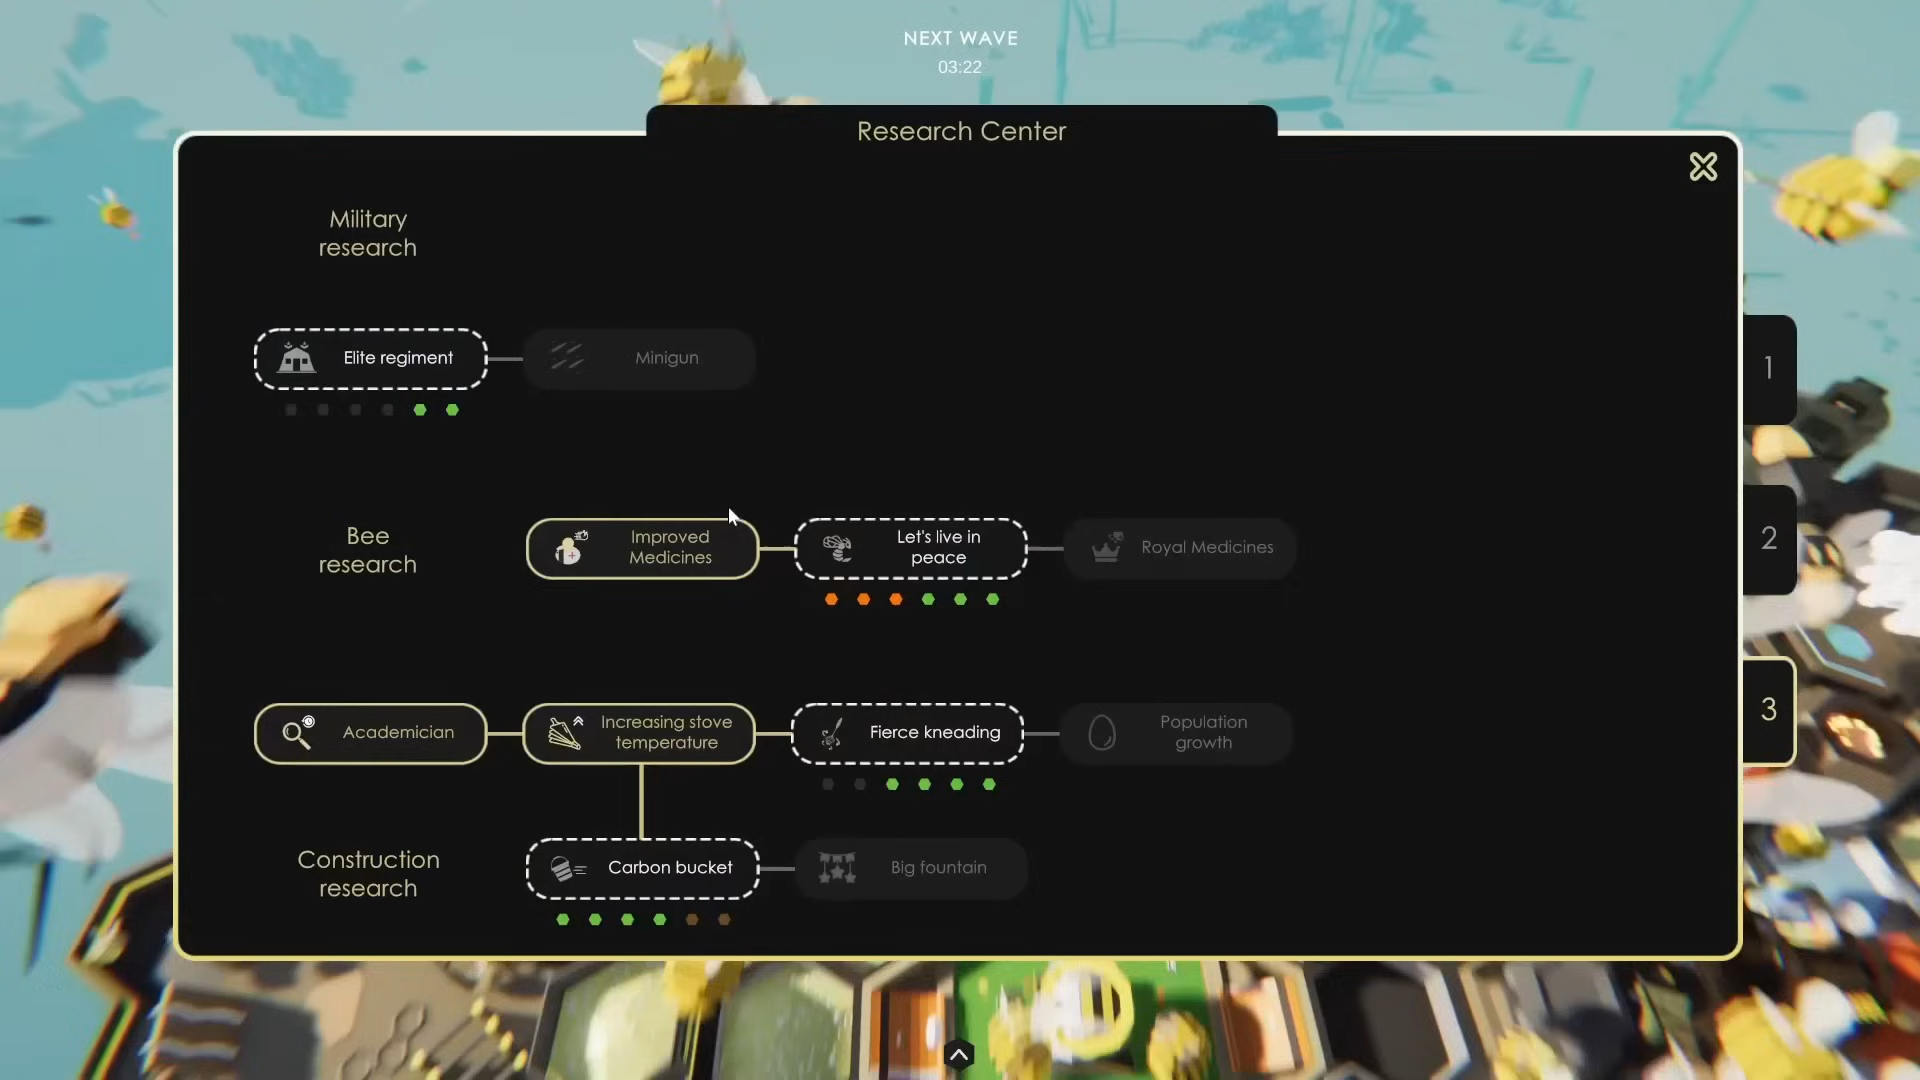 NEXT WAVE
03:22
Research Center
Military
research
Elite regiment
Minigun
1
Bee
research
Improved
Medicines
Let's live in
peace
Royal Medicines
2
Academician
Increasing stove
temperature
Fierce kneading
Population
growth
3
Construction
research
Carbon bucket
Big fountain